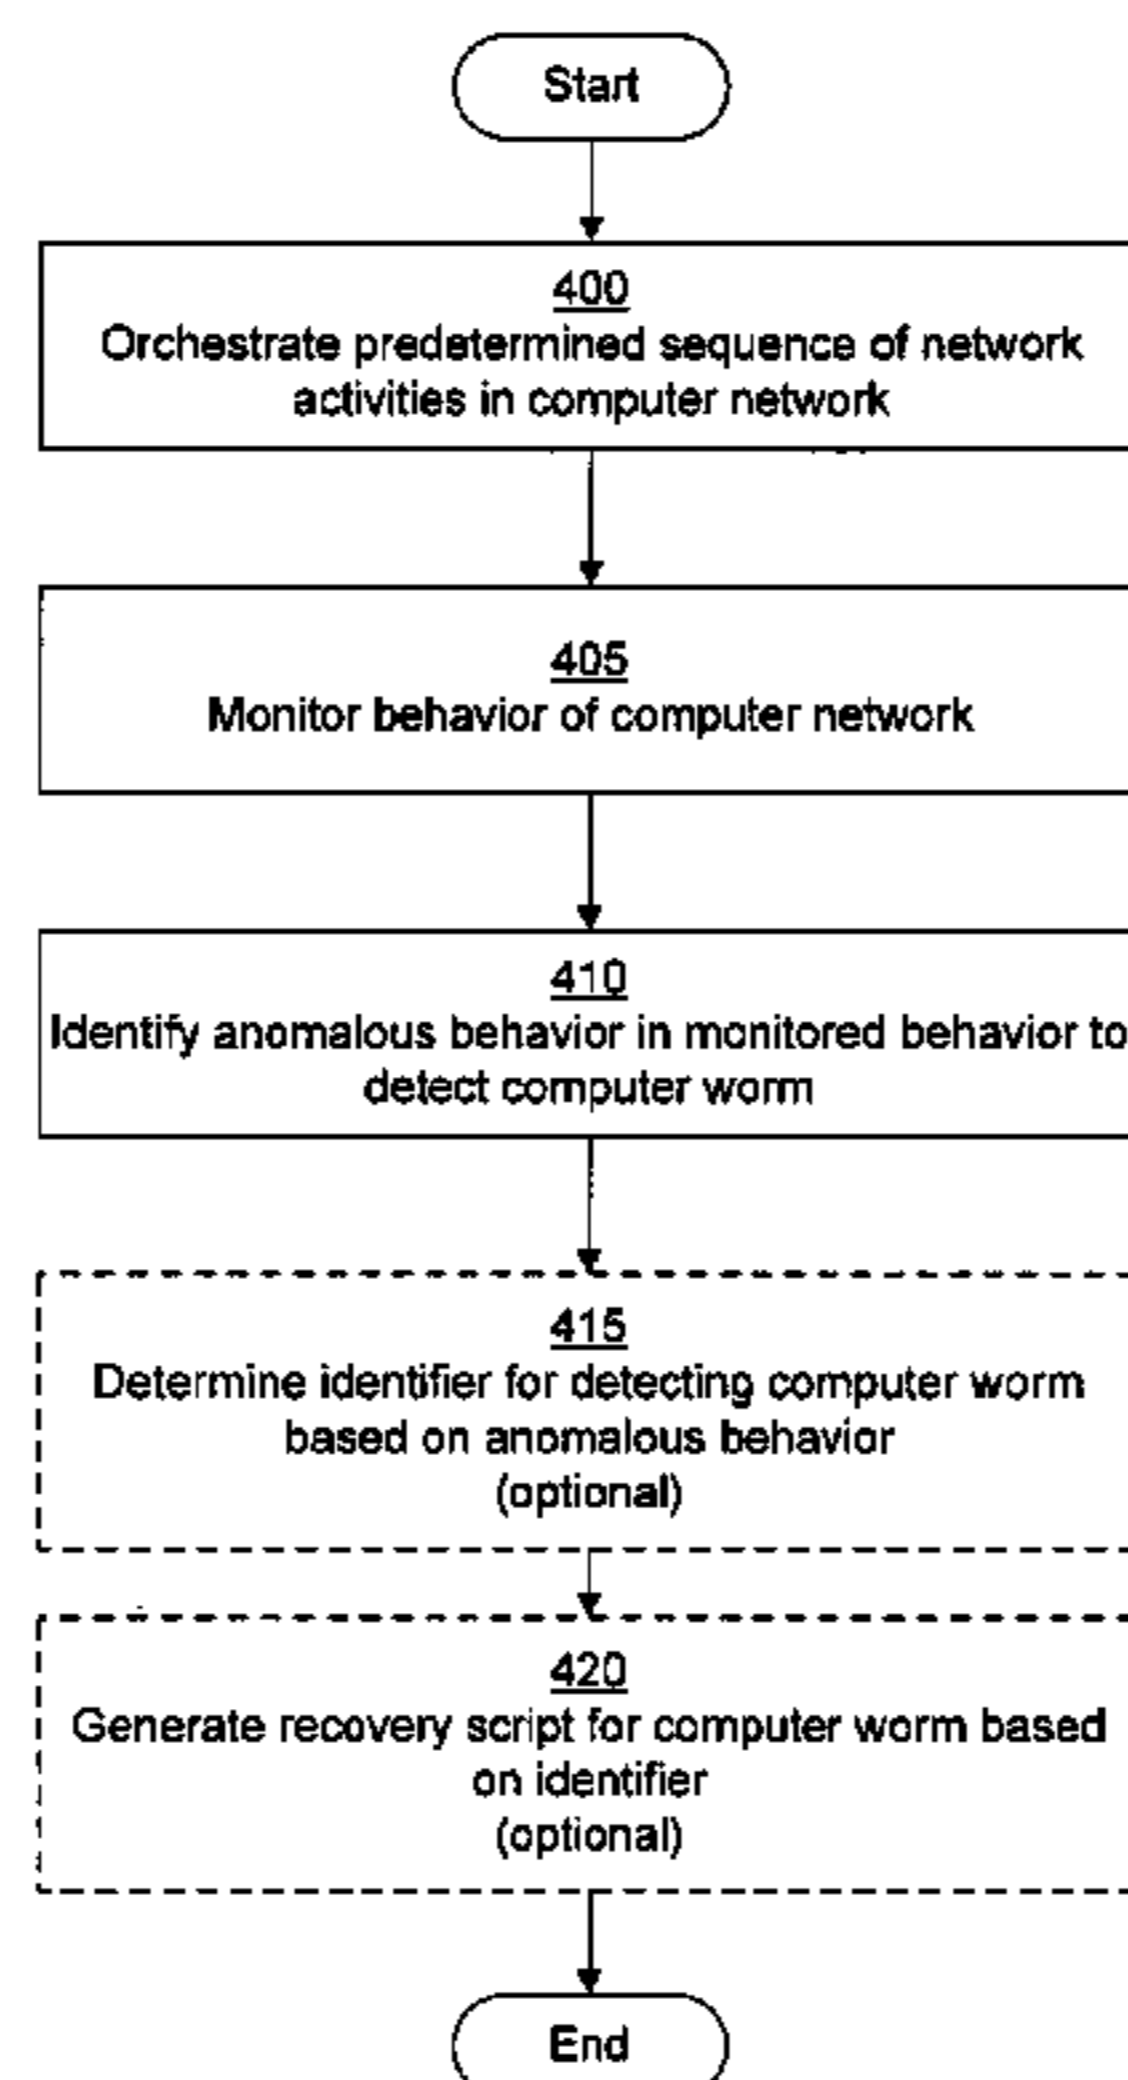 Start
400
Orchestrate predetermined sequence of network
activities in computer network
405
Monitor behavior of computer network
410
Identify anomalous behavior in monitored behavior to
detect computer worm
415
Determine identifier for detecting computer worm
based on anomalous behavior
(optional)
420
Generate recovery script for computer worm based
on identifier
(optional)
End